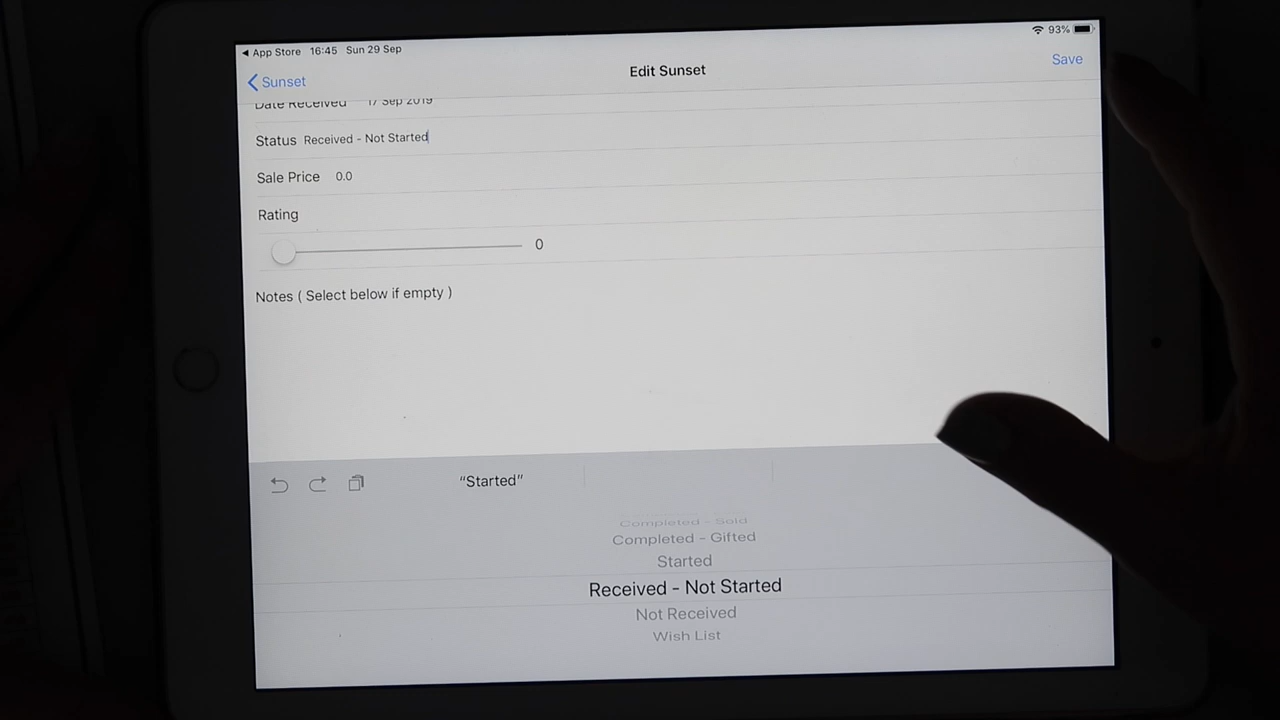 App Store 16:45 Sun 29 Sep 93%
Sunset Edit Sunset Save
Date Received 17 Sep 2019
Status Received - Not Started
Sale Price 0.0
Rating
0
Notes ( Select below if empty )
“Started”
Completed - Sold
Completed - Gifted
Started
Received - Not Started
Not Received
Wish List